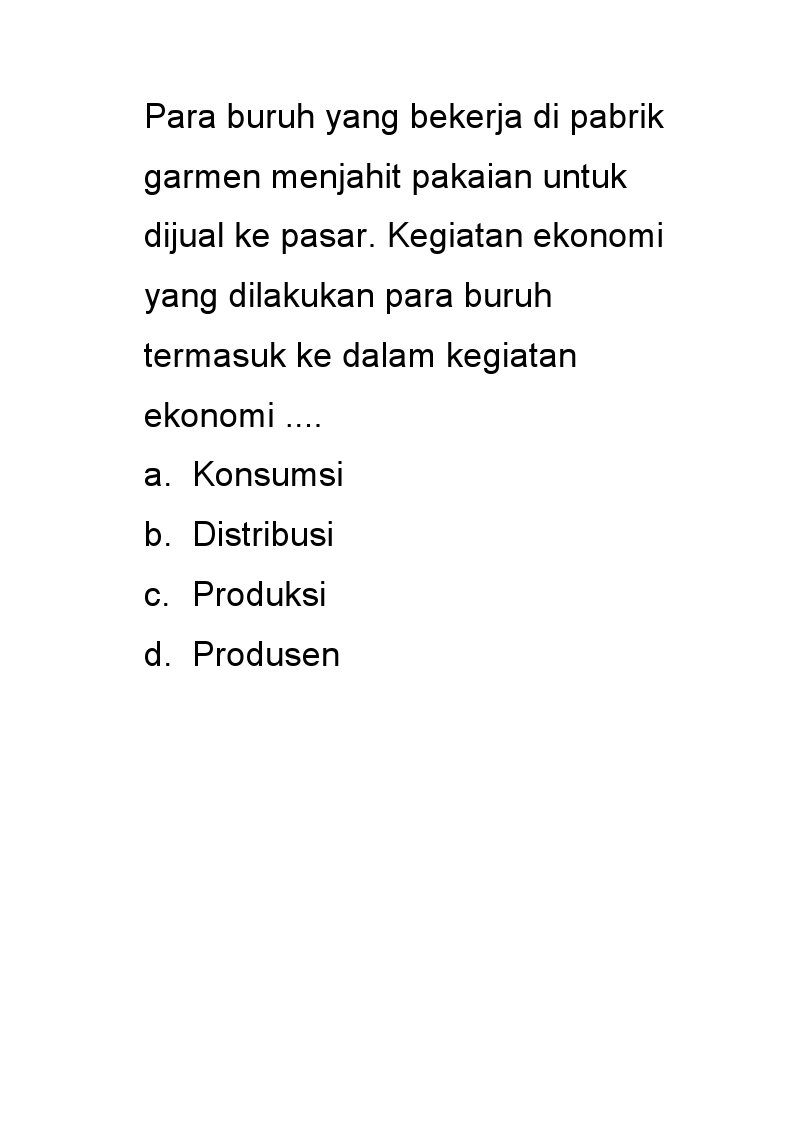 Para buruh yang bekerja di pabrik
garmen menjahit pakaian untuk
dijual ke pasar. Kegiatan ekonomi
yang dilakukan para buruh
termasuk ke dalam kegiatan
ekonomi ....
a. Konsumsi
b. Distribusi
c. Produksi
d. Produsen